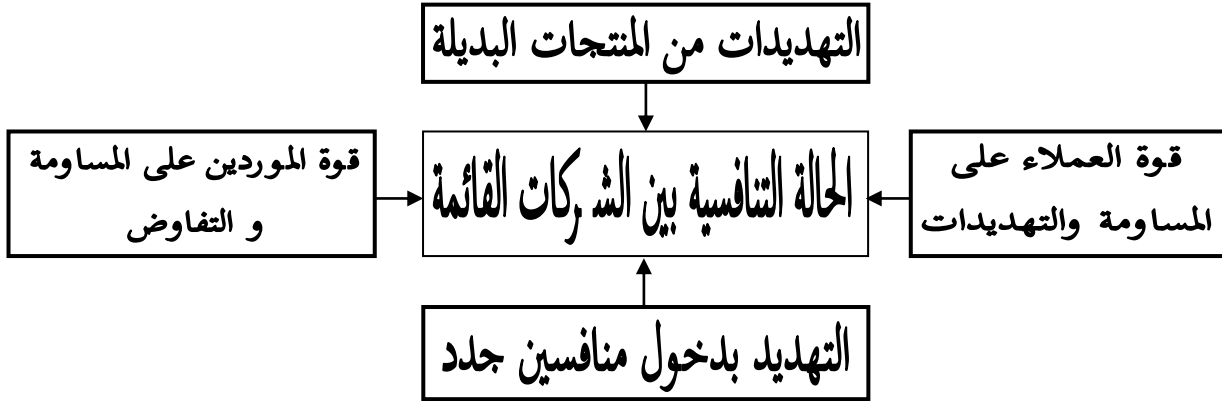 التهديدات من المنتجات البديلة
قوة العملاء على
المساومة والتهديدات
الحالة التنافسية بين الشركات القائمة
قوة الموردين على المساومة
و التفاوض
التهديد بدخول منافسين جدد